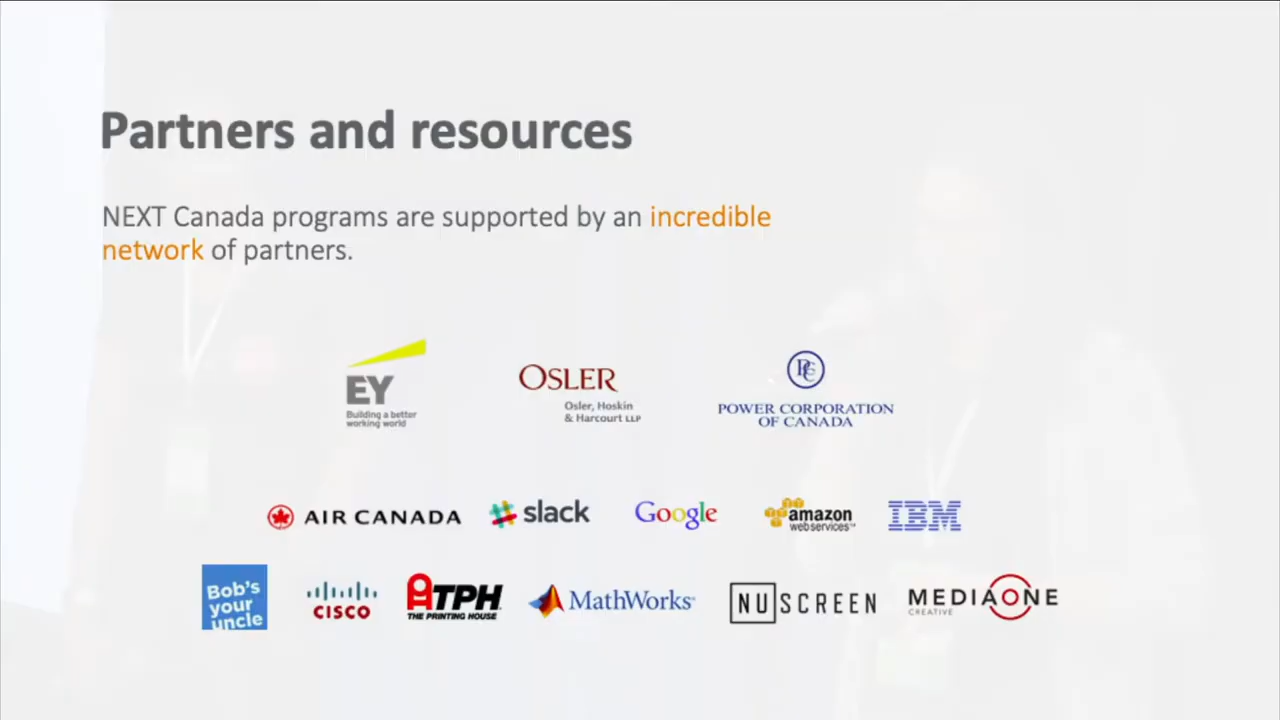 Partners and resources
NEXT Canada programs are supported by an incredible
network of partners.
EY
Building a better
working world
OSLER
Osler, Hoskin
& Harcourt LLP
PCC
POWER CORPORATION
OF CANADA
AIR CANADA
slack
Google
amazon
webservices™
IBM
Bob's
your
uncle
CISCO
TPH
THE PRINTING HOUSE
MathWorks®
NUSCREEN
MEDIAONE
CREATIVE